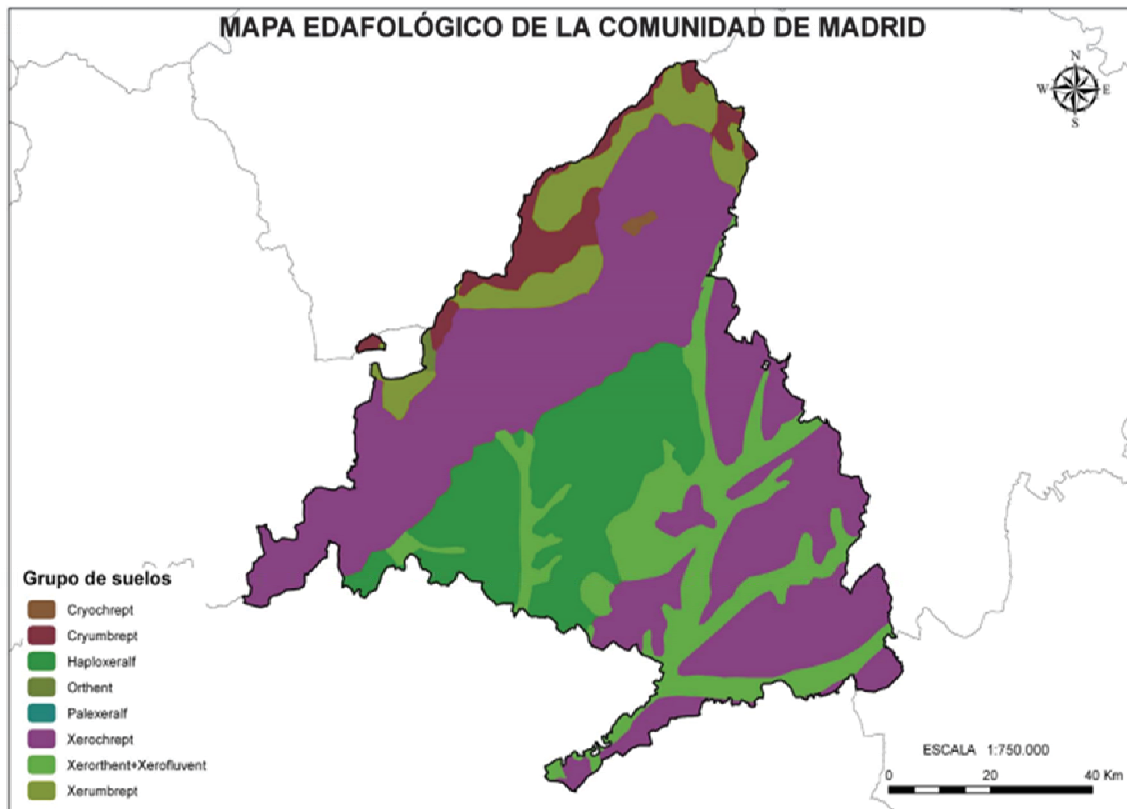 MAPA EDAFOLÓGICO DE LA COMUNIDAD DE MADRID
N
W E
S
Grupo de suelos
Cryochrept
Cryumbrept
Haploxeralf
Orthent
Palexeralf
Xerochrept
Xerorthent+Xerofluvent
Xerumbrept
ESCALA 1:750.000
0 20 40 Km